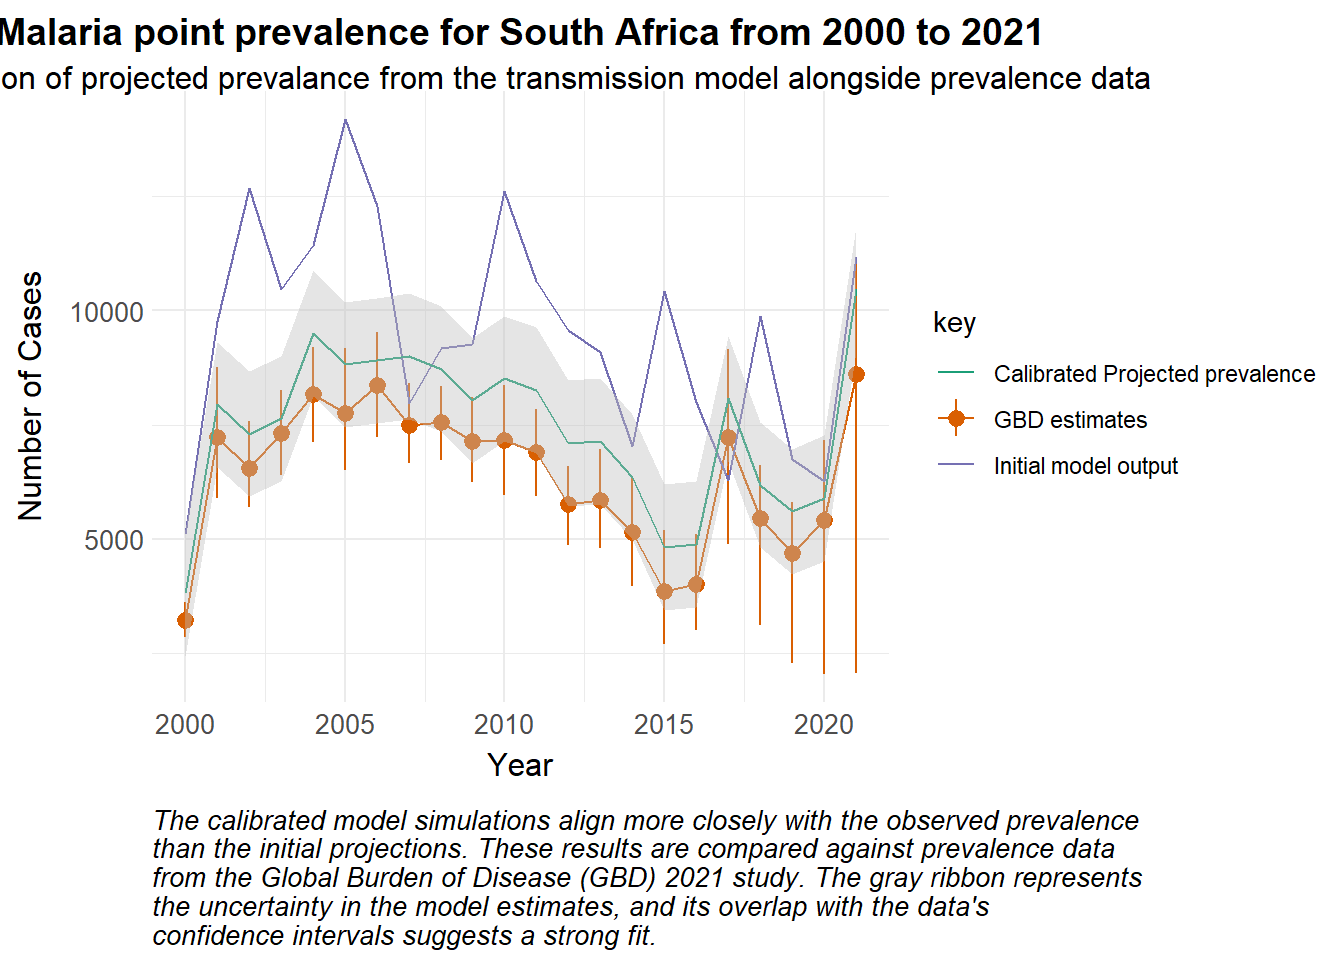 Malaria point prevalence for South Africa from 2000 to 2021
on of projected prevalance from the transmission model alongside prevalence data
Number of Cases
10000
5000
2000
2005
2010
2015
2020
Year
key
Calibrated Projected prevalence
GBD estimates
Initial model output
The calibrated model simulations align more closely with the observed prevalence
than the initial projections. These results are compared against prevalence data
from the Global Burden of Disease (GBD) 2021 study. The gray ribbon represents
the uncertainty in the model estimates, and its overlap with the data's
confidence intervals suggests a strong fit.